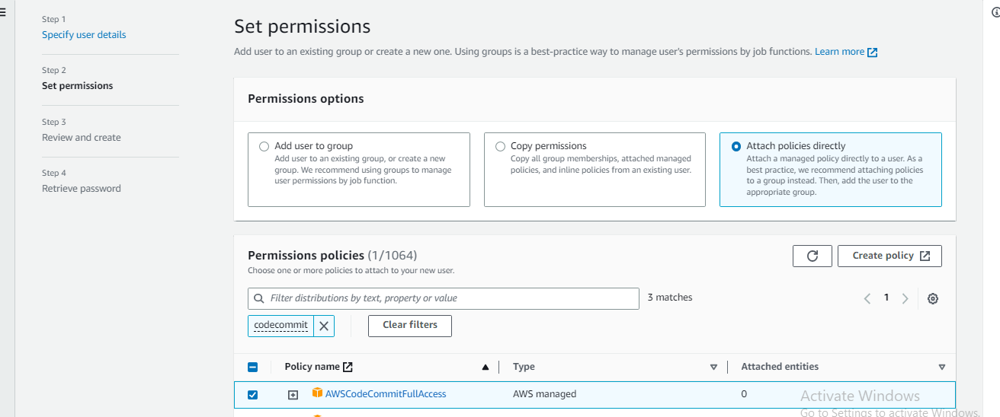 Step 1
Specify user details
Step 2
Set permissions
Step 3
Review and create
Step 4
Retrieve password
Set permissions
Add user to an existing group or create a new one. Using groups is a best-practice way to manage user's permissions by job functions. Learn more
Permissions options
Add user to group
Add user to an existing group, or create a new
group. We recommend using groups to manage
user permissions by job function.
Copy permissions
Copy all group memberships, attached managed
policies, and inline policies from an existing user.
Attach policies directly
Attach a managed policy directly to a user. As a
best practice, we recommend attaching policies
to a group instead. Then, add the user to the
appropriate group.
Permissions policies (1/1064)
Choose one or more policies to attach to your new user.
Create policy
Filter distributions by text, property or value
3 matches
1
codecommit
Clear filters
Policy name
Type
Attached entities
AWSCodeCommitFullAccess
AWS managed
0
Activate Windows
Go to Settings to activate Windows.